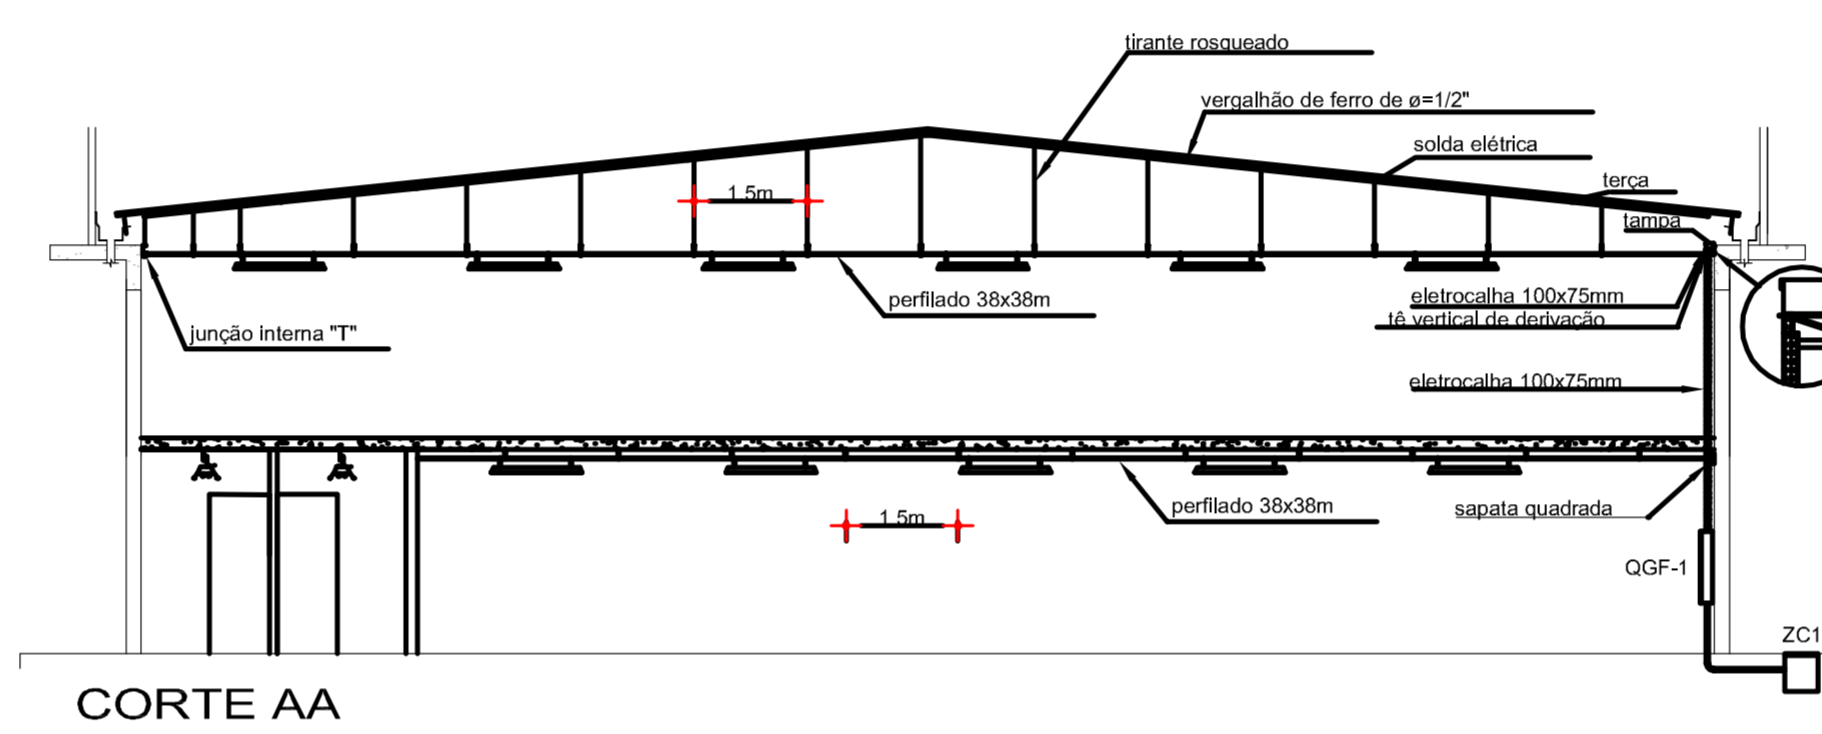 tirante rosqueado
vergalhão de ferro de ø=1/2"
solda elétrica
terça
1.5m
tampa
eletrocalha 100x75mm
perfilado 38x38m
tê vertical de derivação
junção interna "T"
eletrocalha 100x75mm
perfilado 38x38m
sapata quadrada
1.5m
QGF-1
ZC1
CORTE AA